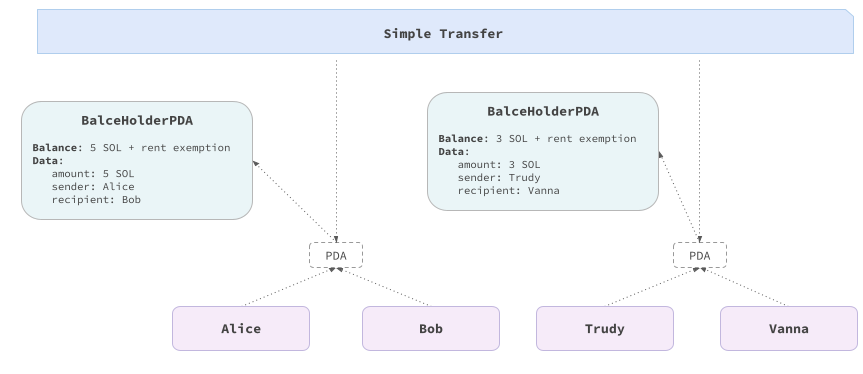 Simple Transfer
BalceHolderPDA
Balance: 5 SOL + rent exemption
Data:
amount: 5 SOL
sender: Alice
recipient: Bob
BalceHolderPDA
Balance: 3 SOL + rent exemption
Data:
amount: 3 SOL
sender: Trudy
recipient: Vanna
PDA
PDA
Alice
Bob
Trudy
Vanna